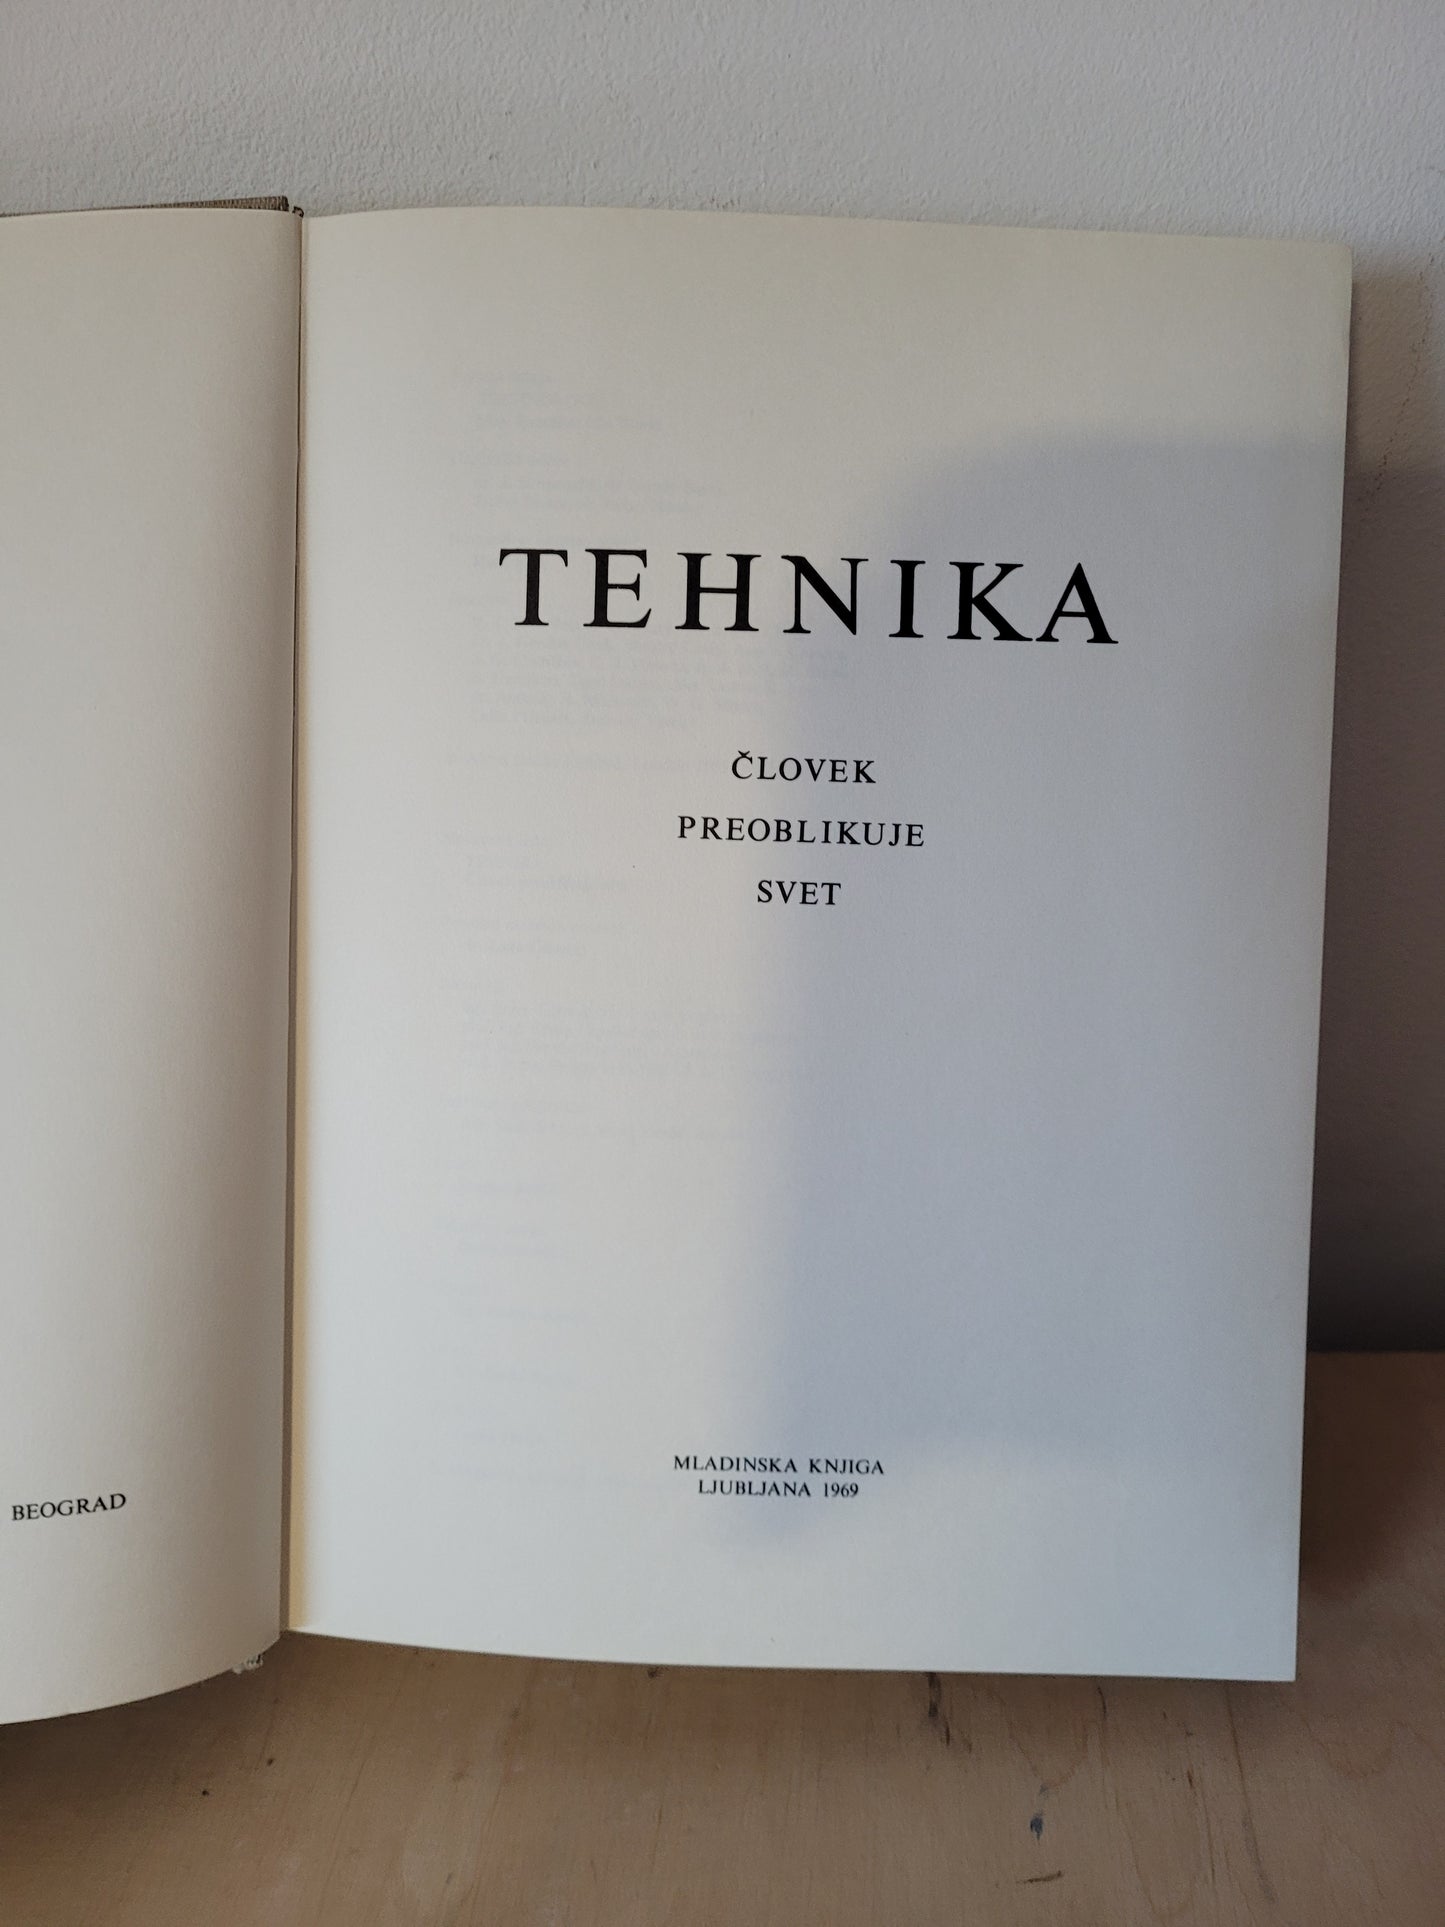 BEOGRAD
TEHNIKA
ČLOVEK
PREOBLIKUJE
SVET
MLADINSKA KNJIGA
LJUBLJANA 1969